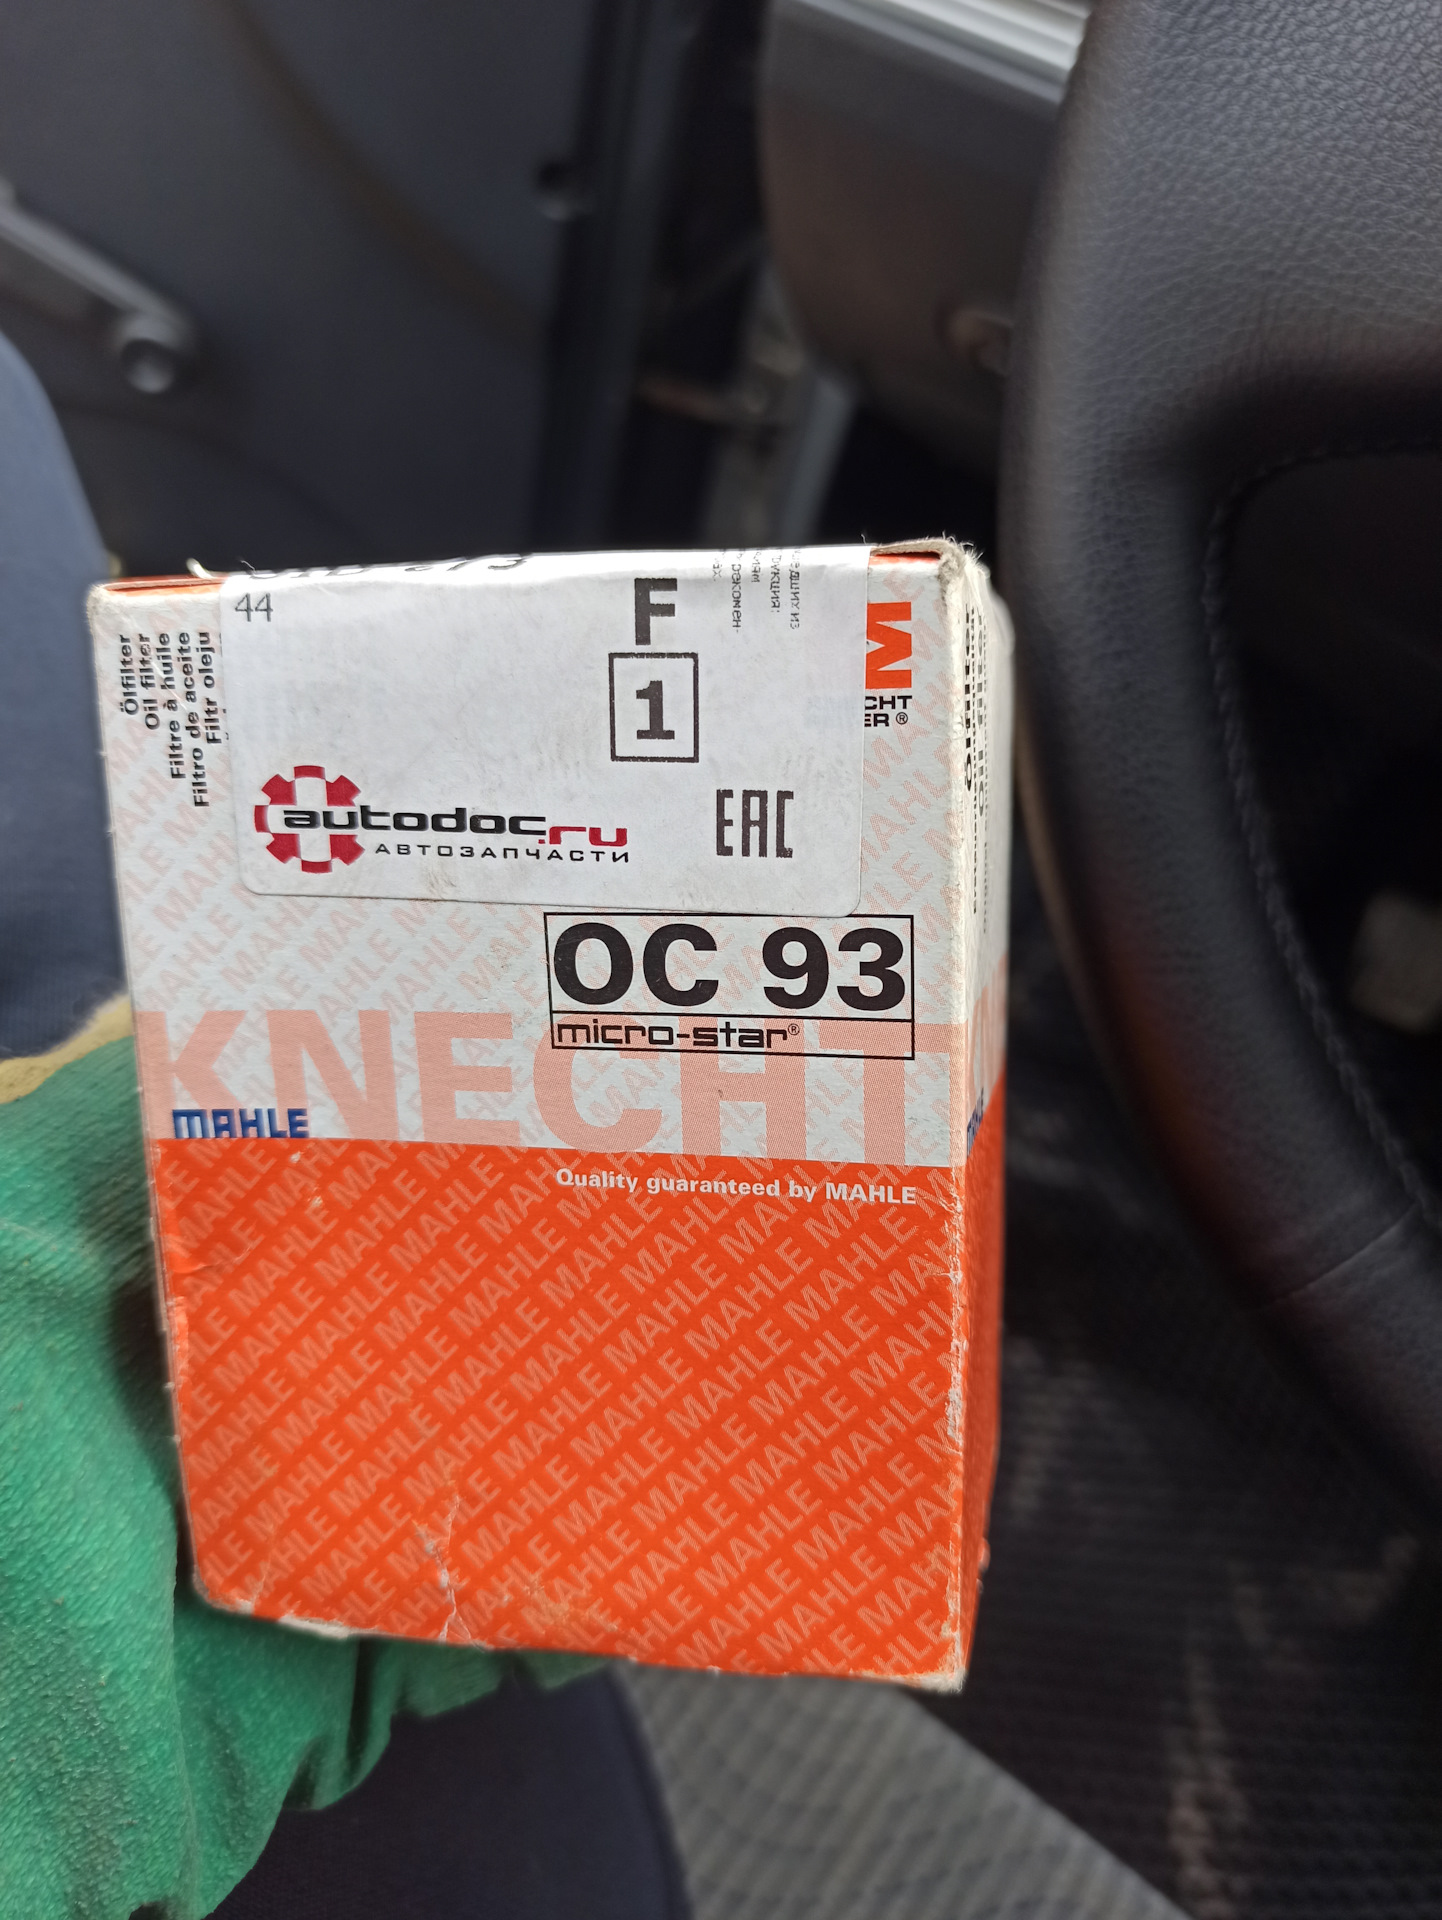 44
F
1
autodoc.ru
АВТОЗАПЧАСТИ
EAC
Ölfilter
Oil filter
Filtre à huile
Filtro de aceite
Filtr oleju
OC 93
micro-star®
KNECHT
MAHLE
Quality guaranteed by MAHLE